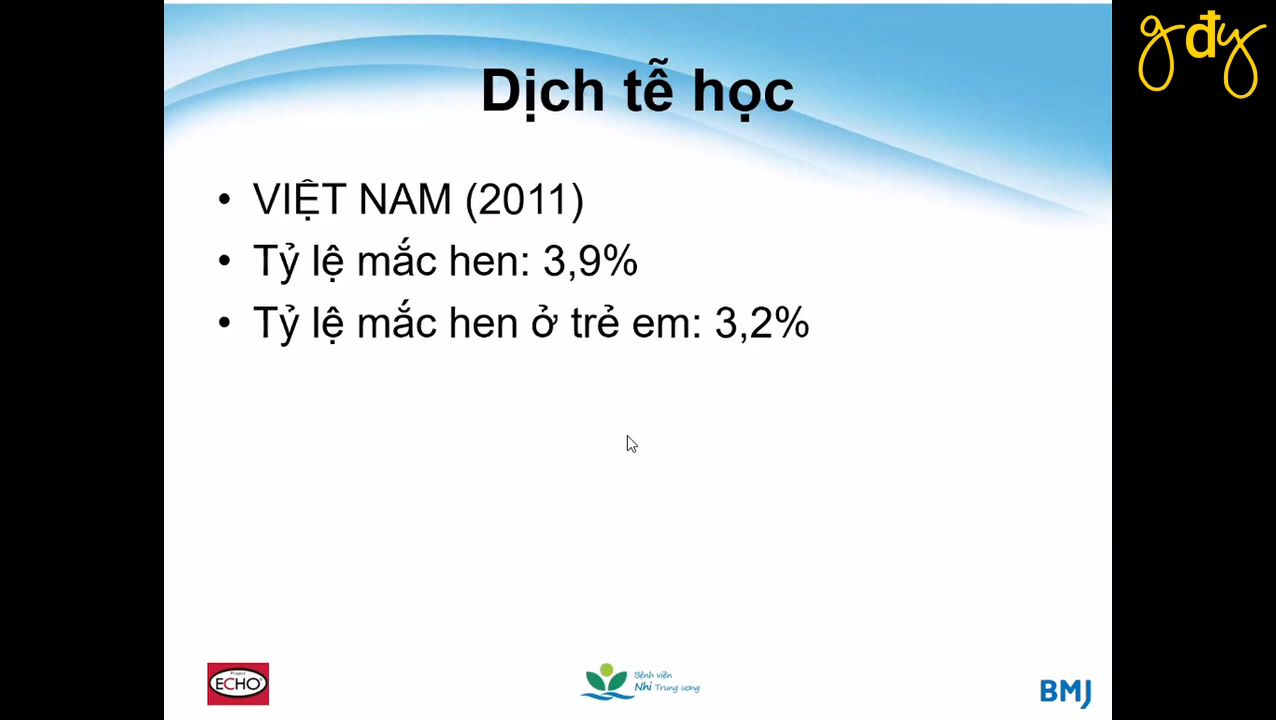 gđy
Dịch tễ học
• VIỆT NAM (2011)
• Tỷ lệ mắc hen: 3,9%
• Tỷ lệ mắc hen ở trẻ em: 3,2%
Project
ECHO
Bệnh viện
Nhi Trung ương
BMJ